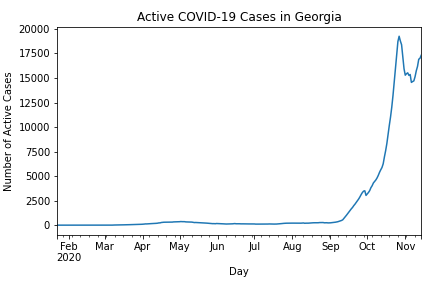 Active COVID-19 Cases in Georgia
20000
17500
15000
12500
10000
7500
5000
2500
0
Number of Active Cases
Feb Mar Apr May Jun Jul Aug Sep Oct Nov
2020
Day